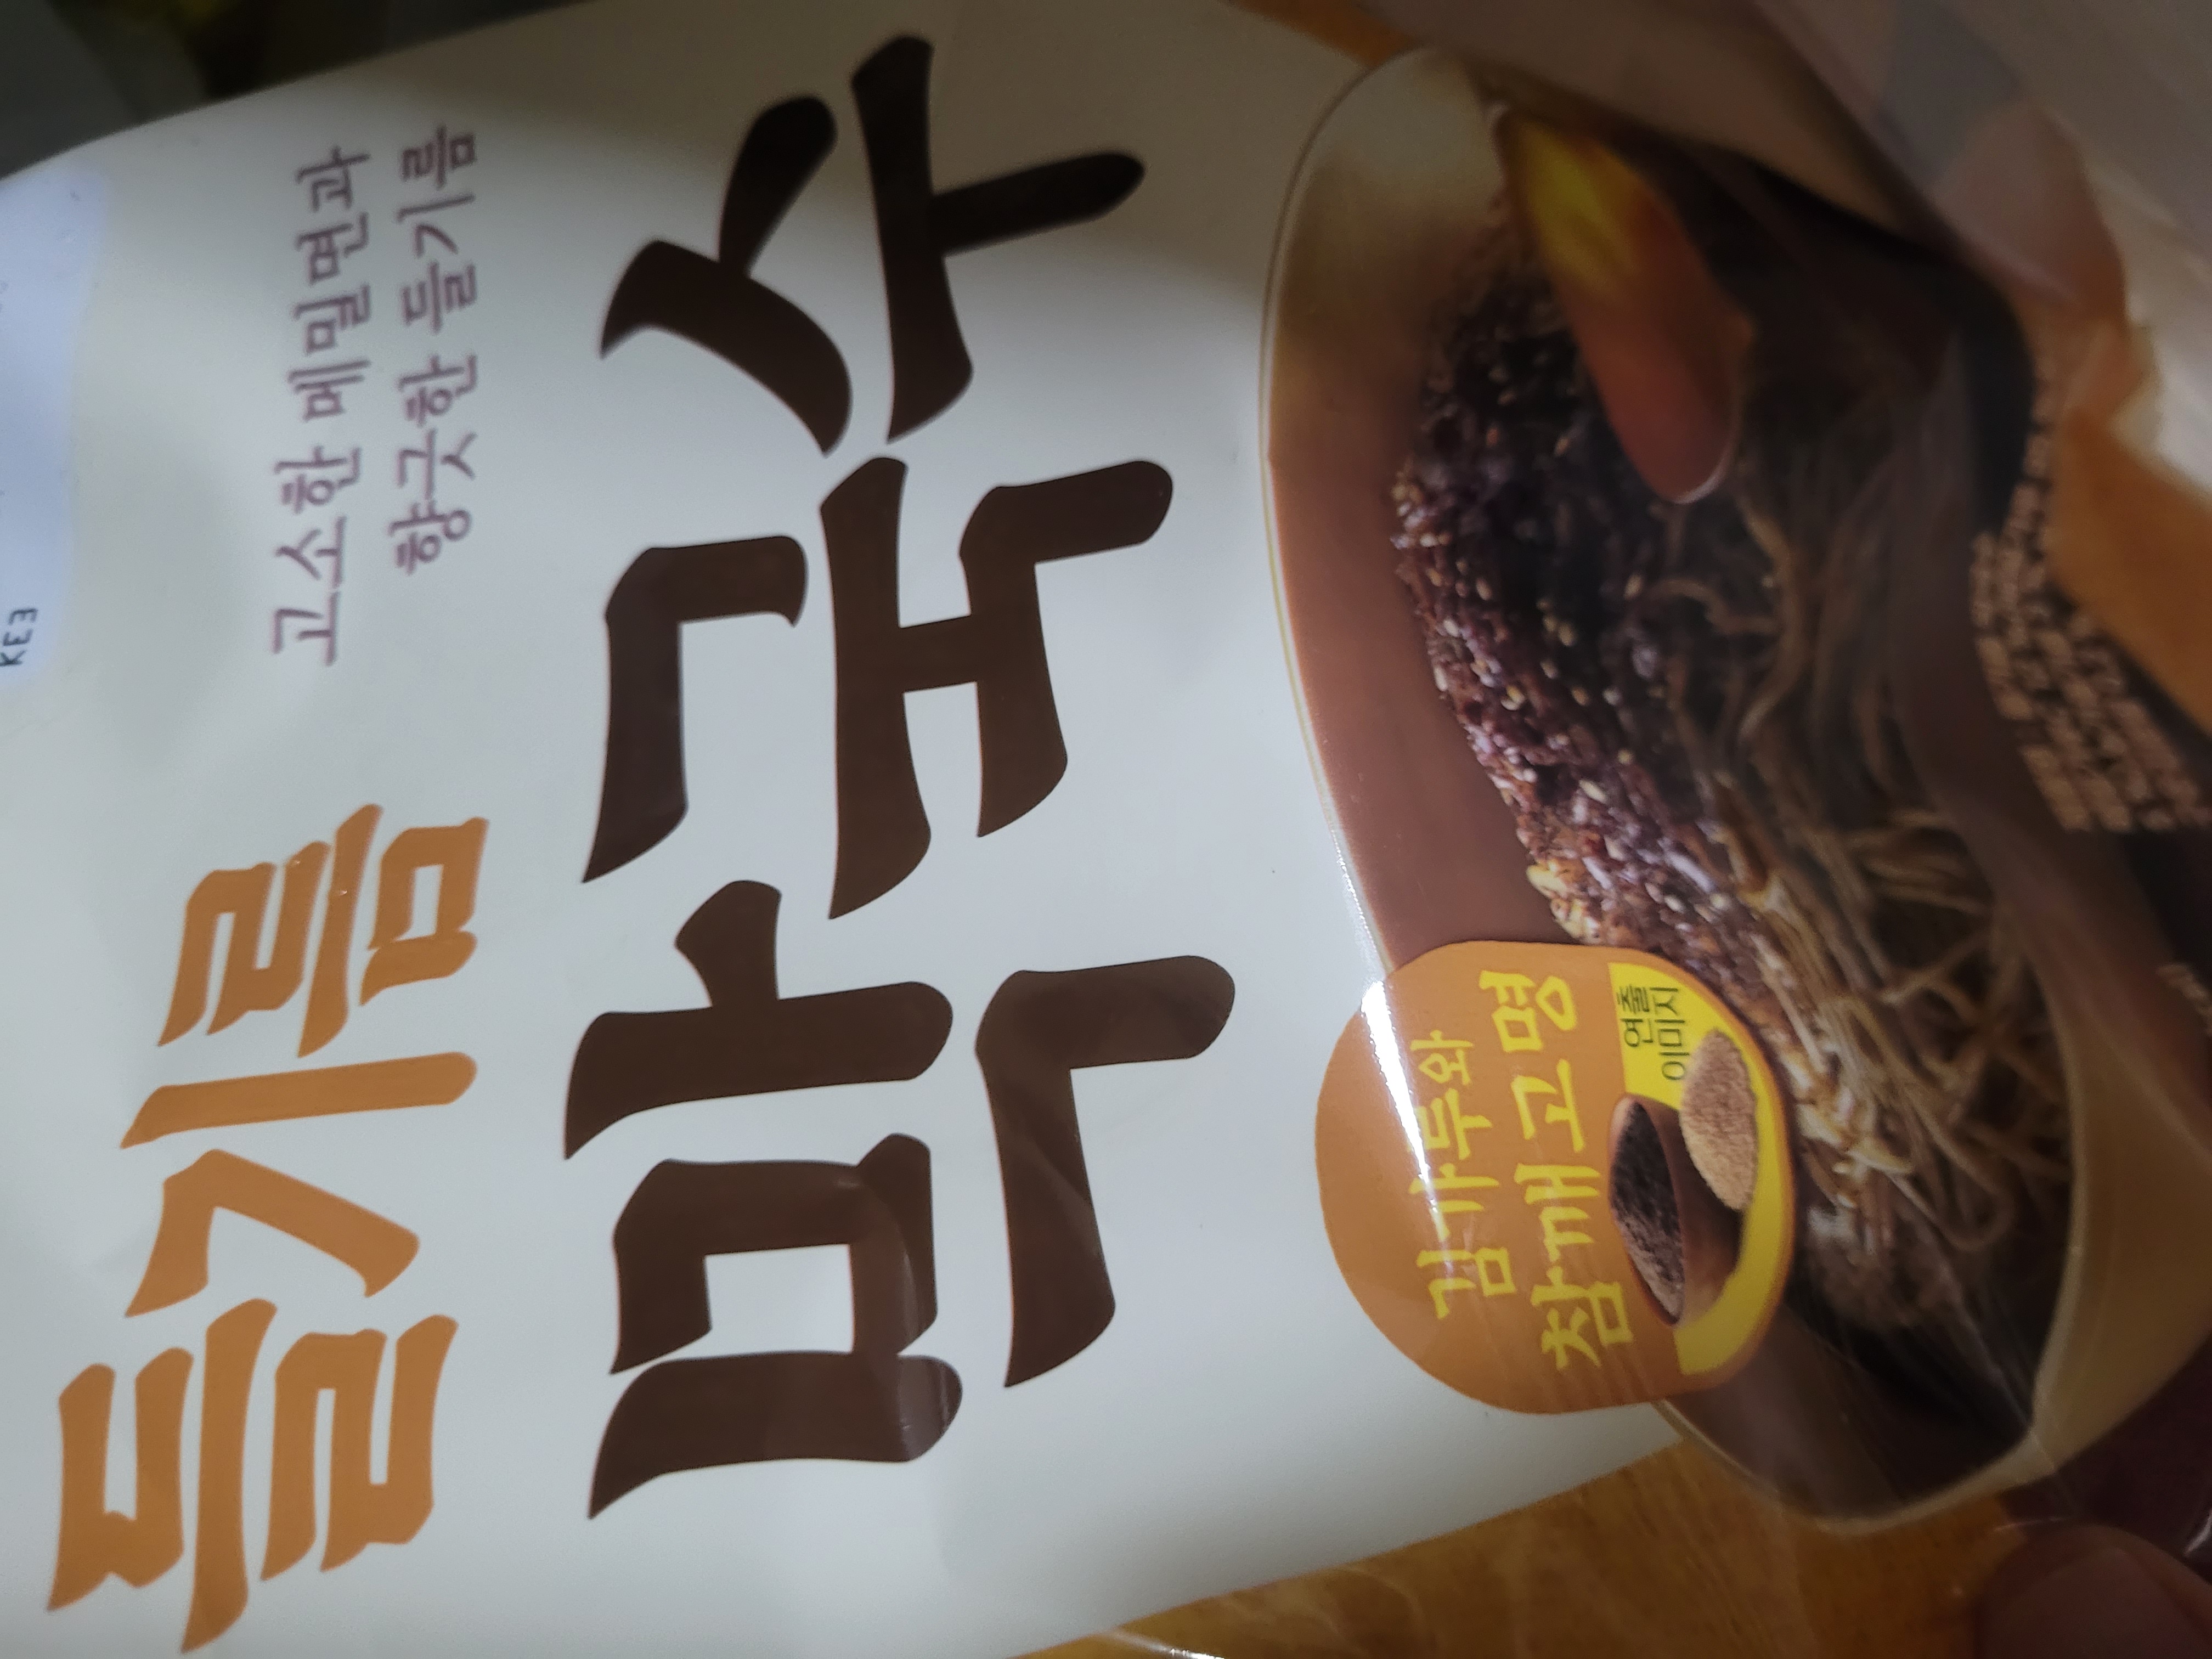 KE3
고소한 메밀면과
향긋한 들기름
들기름
막국수
김가루와
참깨고명
연출
이미지